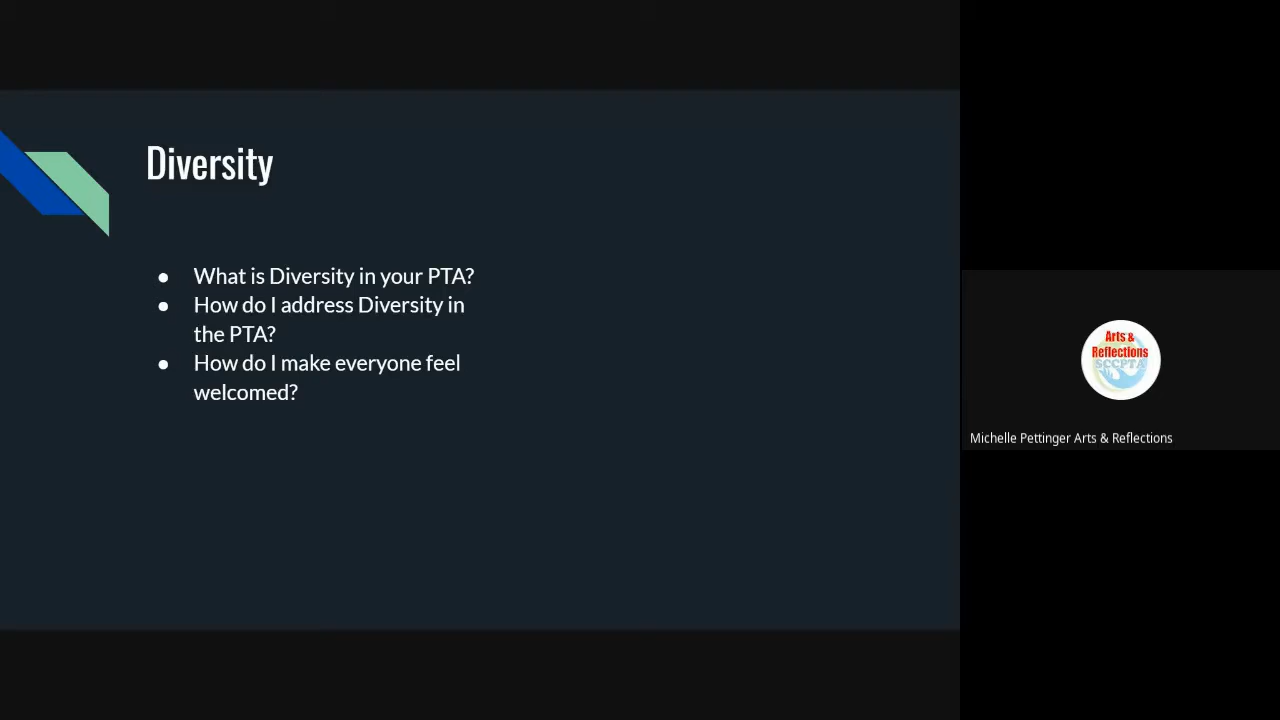 Diversity
● What is Diversity in your PTA?
● How do I address Diversity in
the PTA?
● How do I make everyone feel
welcomed?
Arts &
Reflections
SCCPTA
Michelle Pettinger Arts & Reflections